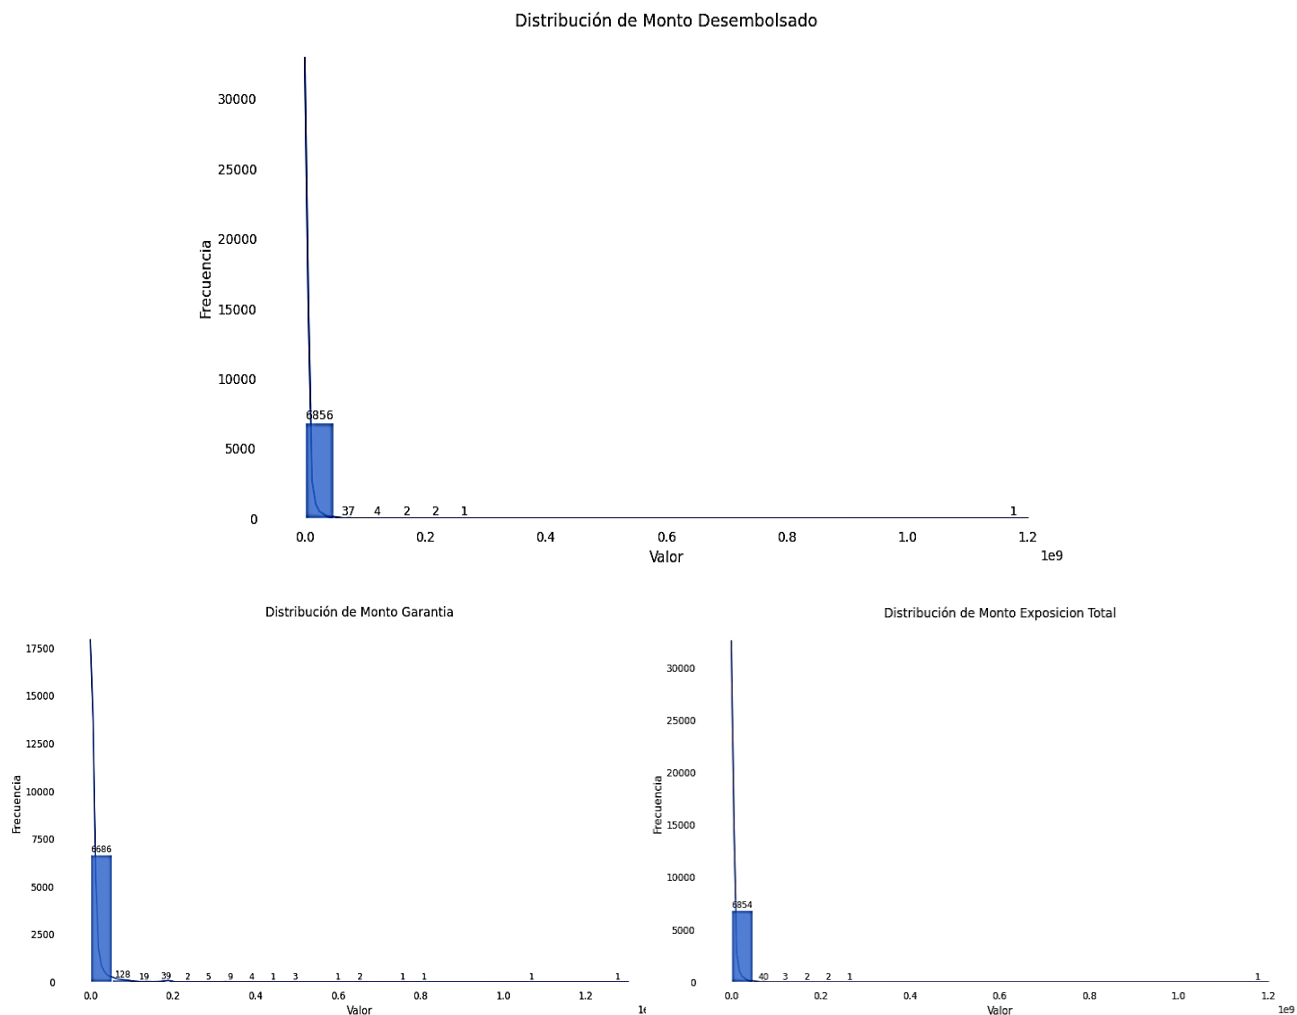 Distribución de Monto Desembolsado
30000
25000
20000
15000
10000
5000
0
Frecuencia
6856
37 4 2 2 1 1
0.0 0.2 0.4 0.6 0.8 1.0 1.2
Valor
1e9
Distribución de Monto Garantia
17500
15000
12500
10000
7500
5000
2500
0
Frecuencia
6686
128 19 39 2 5 9 4 1 3 1 2 1 1 1 1
0.0 0.2 0.4 0.6 0.8 1.0 1.2
Valor
Distribución de Monto Exposicion Total
30000
25000
20000
15000
10000
5000
0
Frecuencia
6854
40 3 2 2 1 1
0.0 0.2 0.4 0.6 0.8 1.0 1.2
Valor
1e9